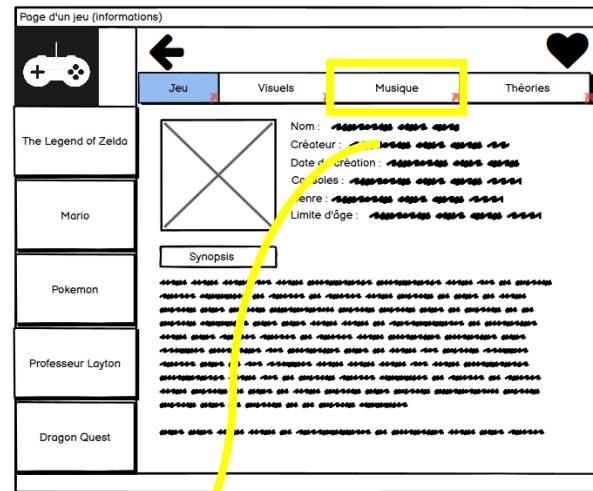 Page d'un jeu (informations)
Jeu
Visuels
Musique
Théories
The Legend of Zelda
Mario
Pokemon
Professeur Layton
Dragon Quest
Nom :
Créateur :
Date de création :
Consoles :
Genre :
Limite d'âge :
Synopsis